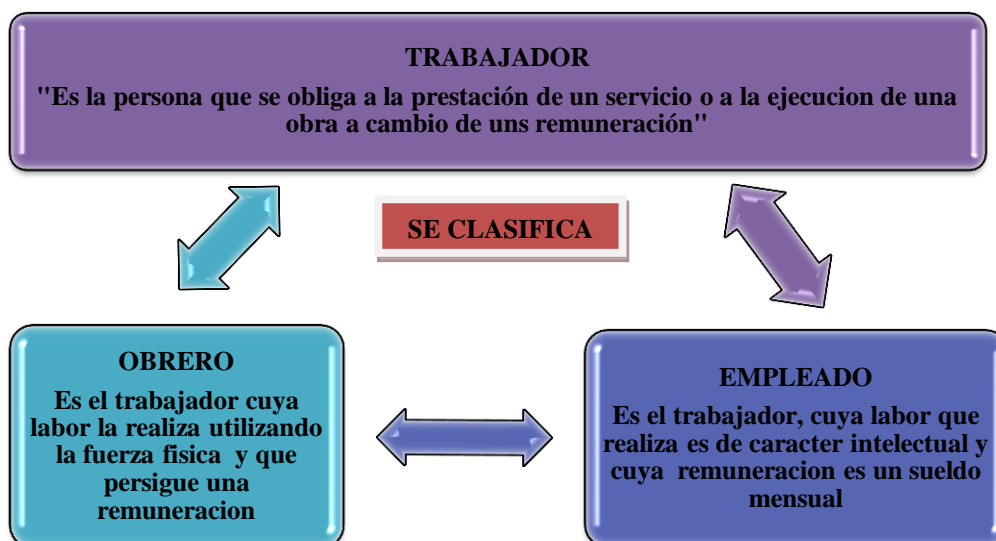 TRABAJADOR
"Es la persona que se obliga a la prestación de un servicio o a la ejecucion de una
obra a cambio de uns remuneración"
SE CLASIFICA
OBRERO
Es el trabajador cuya
labor la realiza utilizando
la fuerza fisica y que
persigue una
remuneracion
EMPLEADO
Es el trabajador, cuya labor que
realiza es de caracter intelectual y
cuya remuneracion es un sueldo
mensual